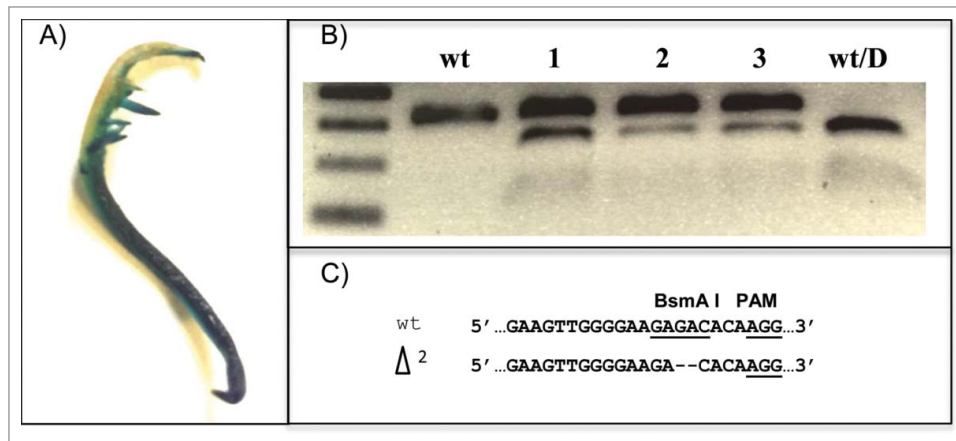 A)
B)
wt 1 2 3 wt/D
C)
BsmA I PAM
wt 5’…GAAGTTGGGGAAGAGACACAAGG…3’
Δ2 5’…GAAGTTGGGGAAGA--CACAAGG…3’